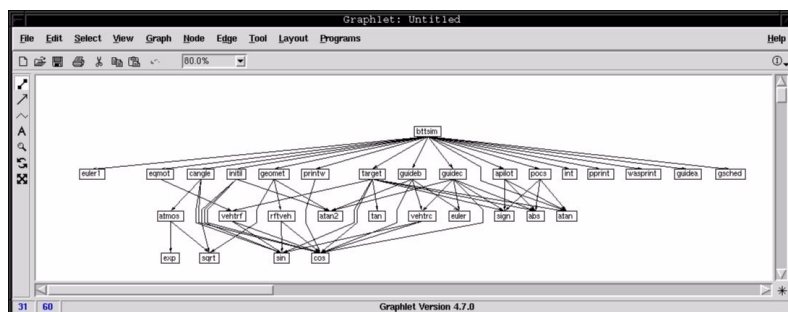 Graphlet: Untitled
File Edit Select View Graph Node Edge Tool Layout Programs Help
80.0%
A
bttsim
euler1 eqmot cangle initil geomet printw target guideb guidec apilot pocs int pprint wasprint guidea gsched
atmos vehtrf rftveh atan2 tan vehtrc euler sign abs atan
exp sqrt sin cos
31 60 Graphlet Version 4.7.0